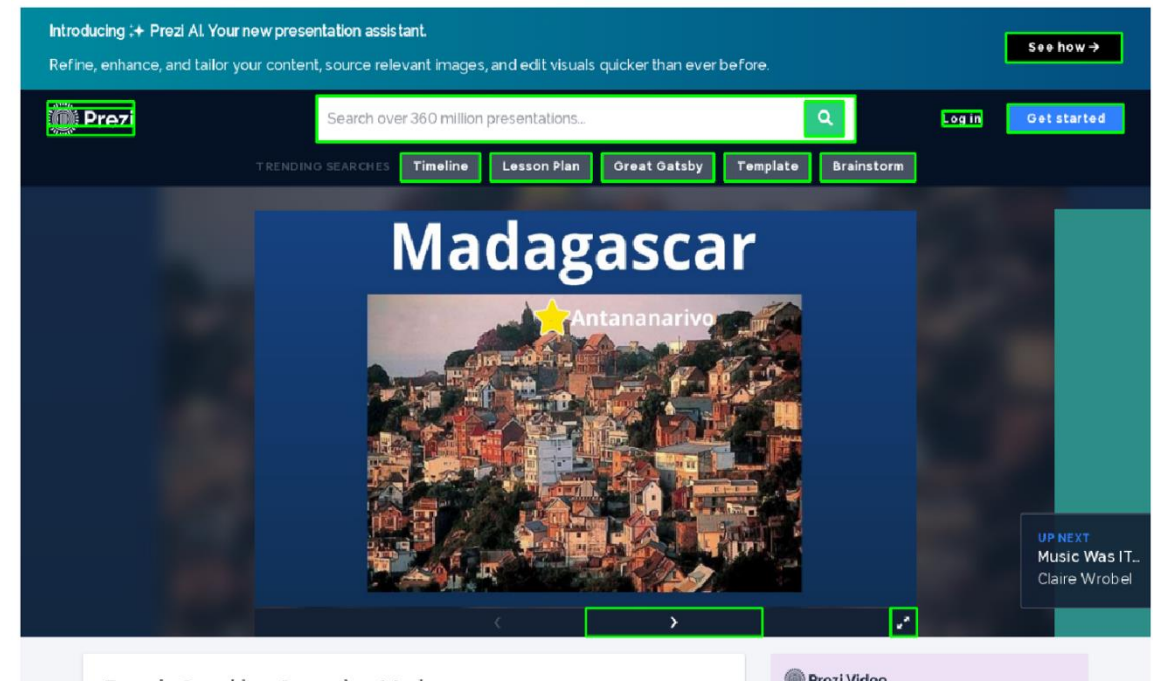 Introducing Prezi AI. Your new presentation assistant.
Refine, enhance, and tailor your content, source relevant images, and edit visuals quicker than ever before.
See how →
Prezi
Search over 360 million presentations...
Log in
Get started
TRENDING SEARCHES
Timeline
Lesson Plan
Great Gatsby
Template
Brainstorm
Madagascar
Antananarivo
UP NEXT
Music Was IT...
Claire Wrobel
Prezi Video